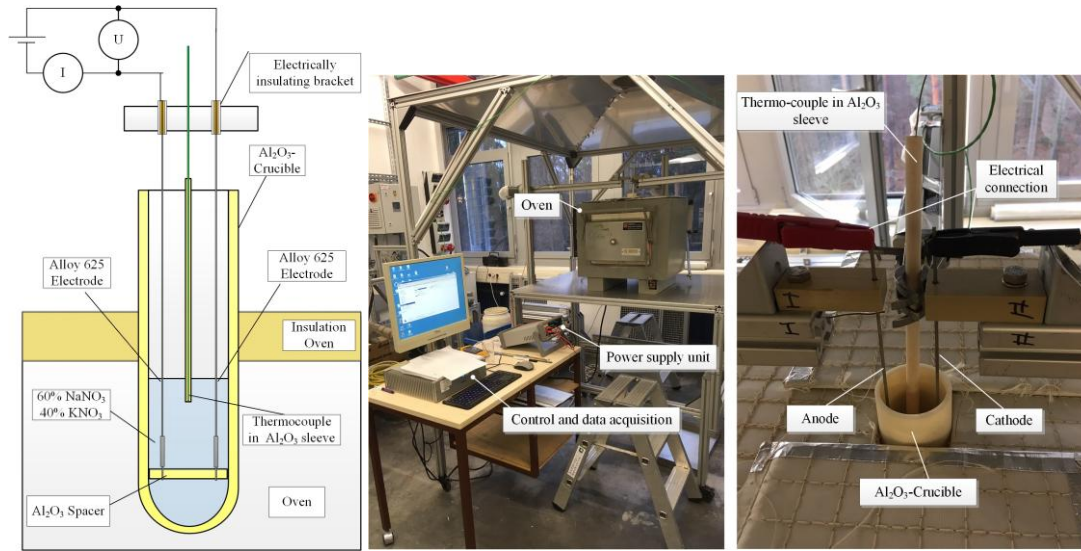 U
I
Electrically
insulating bracket
Al₂O₃-
Crucible
Alloy 625
Electrode
Alloy 625
Electrode
Insulation
Oven
60% NaNO₃
40% KNO₃
Thermocouple
in Al₂O₃ sleeve
Al₂O₃ Spacer
Oven
Oven
Power supply unit
Control and data acquisition
Thermo-couple in Al₂O₃
sleeve
Electrical
connection
I
II
I
II
Anode
Cathode
Al₂O₃-Crucible